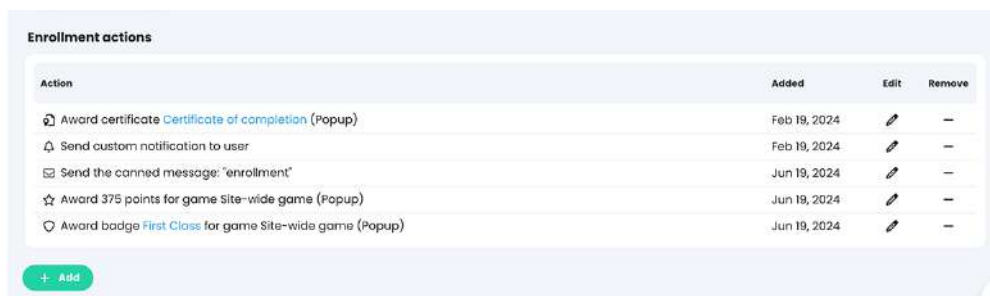 Enrollment actions
Action Added Edit Remove
Award certificate Certificate of completion (Popup) Feb 19, 2024
Send custom notification to user Feb 19, 2024
Send the canned message: "enrollment" Jun 19, 2024
Award 375 points for game Site-wide game (Popup) Jun 19, 2024
Award badge First Class for game Site-wide game (Popup) Jun 19, 2024
+ Add